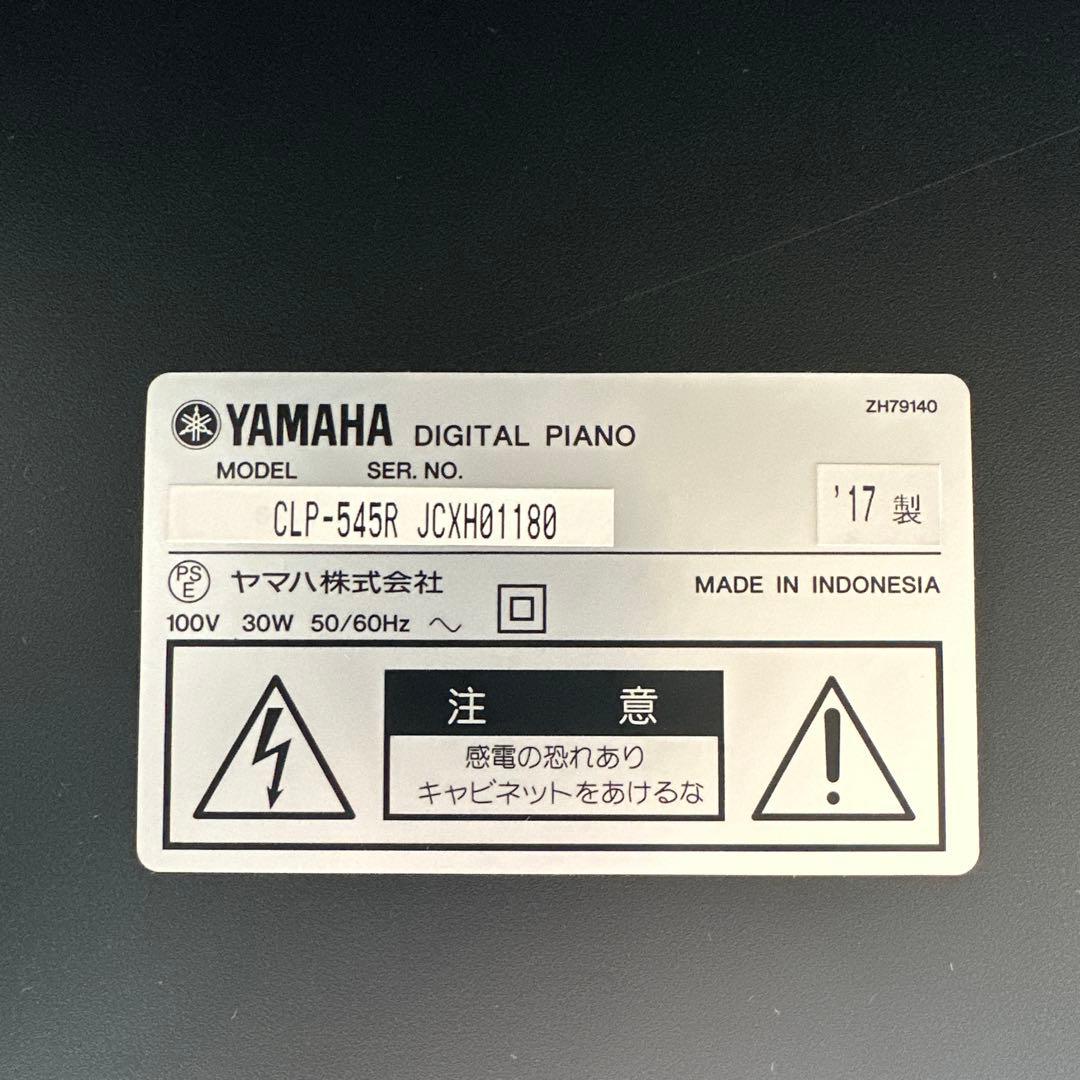 ZH79140
YAMAHA DIGITAL PIANO
MODEL SER. NO.
CLP-545R JCXH01180
'17 製
PSE ヤマハ株式会社
MADE IN INDONESIA
100V 30W 50/60Hz ～
注 意
感電の恐れあり
キャビネットをあけるな